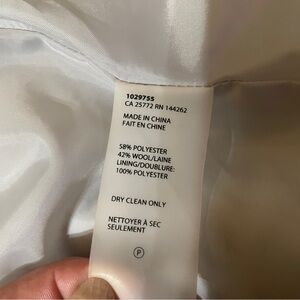 1029755
CA 25772 RN 144262
MADE IN CHINA
FAIT EN CHINE
58% POLYESTER
42% WOOL/LAINE
LINING/DOUBLURE:
100% POLYESTER
DRY CLEAN ONLY
NETTOYER À SEC
SEULEMENT
P